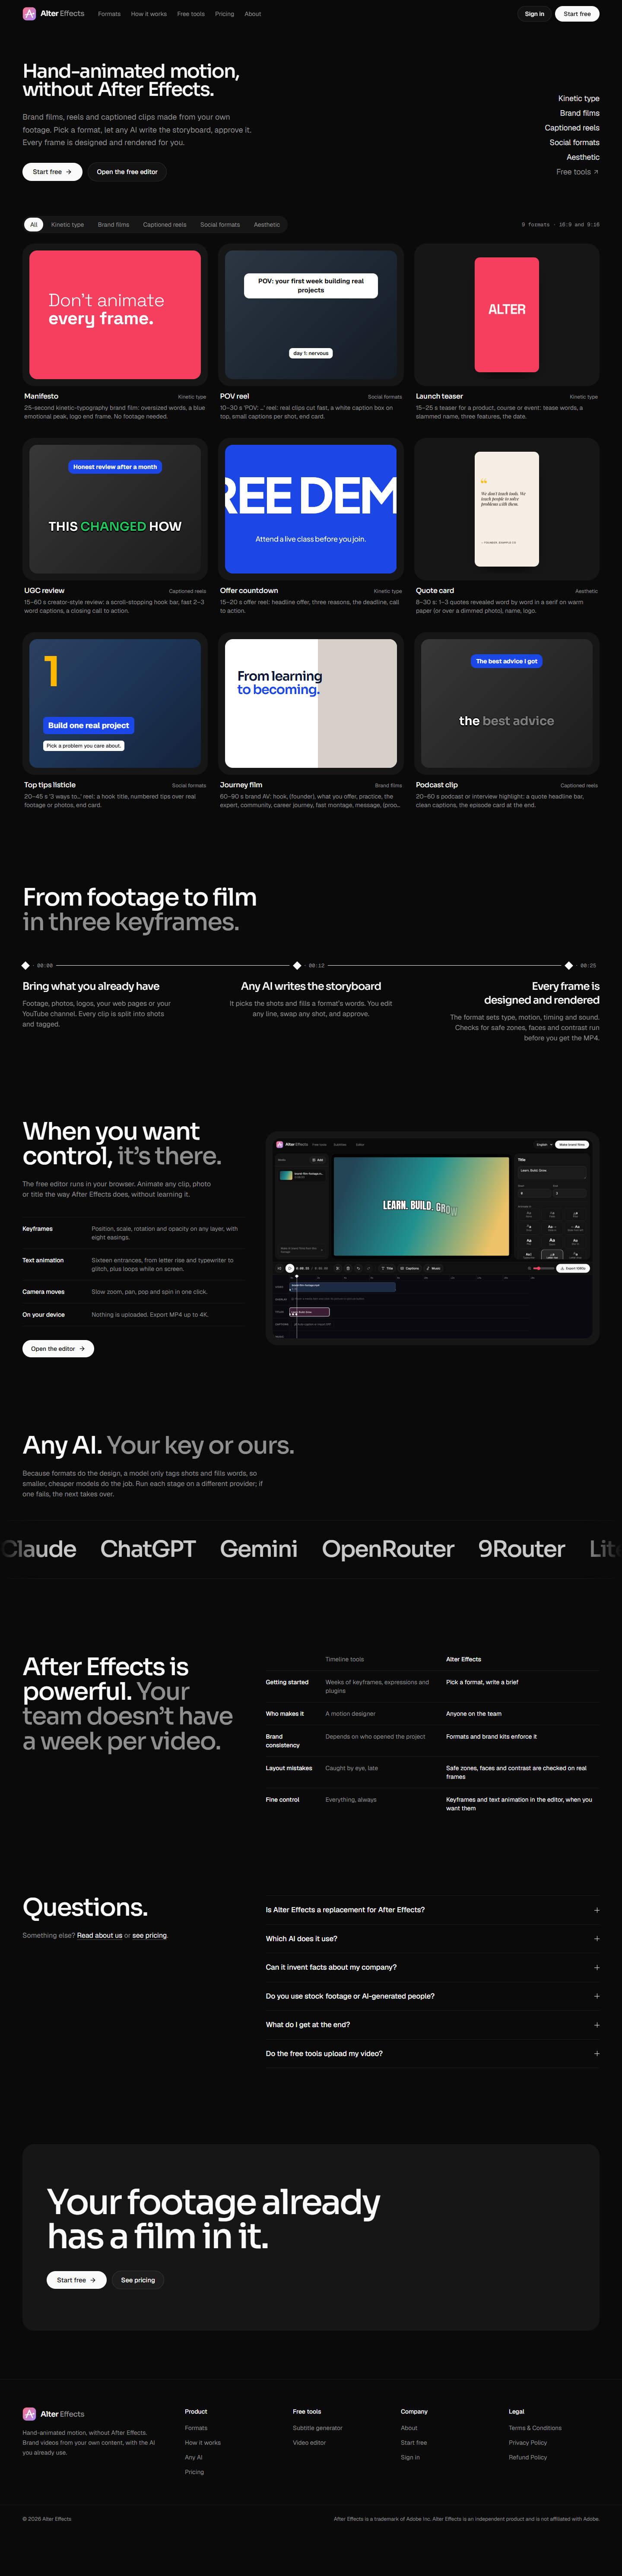 Alter Effects
Formats
How it works
Free tools
Pricing
About
Sign in
Start free
Hand-animated motion,
without After Effects.
Brand films, reels and captioned clips made from your own
footage. Pick a format, let any AI write the storyboard, approve it.
Every frame is designed and rendered for you.
Start free →
Open the free editor
Kinetic type
Brand films
Captioned reels
Social formats
Aesthetic
Free tools ↗
All
Kinetic type
Brand films
Captioned reels
Social formats
Aesthetic
9 formats · 16:9 and 9:16
Don't animate
every frame.
Manifesto
Kinetic type
25-second kinetic-typography brand film: oversized words, a blue
emotional peak, logo end frame. No footage needed.
POV: your first week building real
projects
day 1: nervous
POV reel
Social formats
10–30 s 'POV: …' reel: real clips cut fast, a white caption box on
top, small captions per shot, end card.
ALTER
Launch teaser
Kinetic type
15–25 s teaser for a product, course or event: tease words, a
slammed name, three features, the date.
Honest review after a month
THIS CHANGED HOW
UGC review
Captioned reels
15–60 s creator-style review: a scroll-stopping hook bar, fast 2–3
word captions, a closing call to action.
REE DEM
Attend a live class before you join.
Offer countdown
Kinetic type
15–20 s offer reel: headline offer, three reasons, the deadline, call
to action.
“
We don't teach tools. We
teach people to solve
problems with them.
Quote card
Aesthetic
8–30 s: 1–3 quotes revealed word by word in a serif on warm
paper (or over a dimmed photo), name, logo.
1
Build one real project
Pick a problem you care about.
Top tips listicle
Social formats
20–45 s '3 ways to…' reel: a hook title, numbered tips over real
footage or photos, end card.
From learning
to becoming.
Journey film
Brand films
60–90 s brand AV: hook, (founder), what you offer, practice, the
expert, community, career journey, fast montage, message, (proo…
The best advice I got
the best advice
Podcast clip
Captioned reels
20–60 s podcast or interview highlight: a quote headline bar,
clean captions, the episode card at the end.
From footage to film
in three keyframes.
00:00
00:12
00:25
Bring what you already have
Footage, photos, logos, your web pages or your
YouTube channel. Every clip is split into shots
and tagged.
Any AI writes the storyboard
It picks the shots and fills a format's words. You edit
any line, swap any shot, and approve.
Every frame is
designed and rendered
The format sets type, motion, timing and sound.
Checks for safe zones, faces and contrast run
before you get the MP4.
When you want
control, it's there.
The free editor runs in your browser. Animate any clip, photo
or title the way After Effects does, without learning it.
Keyframes
Position, scale, rotation and opacity on any layer, with
eight easings.
Text animation
Sixteen entrances, from letter rise and typewriter to
glitch, plus loops while on screen.
Camera moves
Slow zoom, pan, pop and spin in one click.
On your device
Nothing is uploaded. Export MP4 up to 4K.
Open the editor →
Alter Effects
English
Add
Title
LEARN. BUILD. GROW
Title
Captions
Music
Any AI. Your key or ours.
Because formats do the design, a model only tags shots and fills words, so
smaller, cheaper models do the job. Run each stage on a different provider; if
one fails, the next takes over.
Claude
ChatGPT
Gemini
OpenRouter
9Router
Lit
After Effects is
powerful. Your
team doesn't have
a week per video.
Timeline tools
Alter Effects
Getting started
Weeks of keyframes, expressions and
plugins
Pick a format, write a brief
Who makes it
A motion designer
Anyone on the team
Brand
consistency
Depends on who opened the project
Formats and brand kits enforce it
Layout mistakes
Caught by eye, late
Safe zones, faces and contrast are checked on real
frames
Fine control
Everything, always
Keyframes and text animation in the editor, when you
want them
Questions.
Something else? Read about us or see pricing.
Is Alter Effects a replacement for After Effects?
Which AI does it use?
Can it invent facts about my company?
Do you use stock footage or AI-generated people?
What do I get at the end?
Do the free tools upload my video?
Your footage already
has a film in it.
Start free →
See pricing
Alter Effects
Hand-animated motion, without After Effects.
Brand videos from your own content, with the AI
you already use.
Product
Formats
How it works
Any AI
Pricing
Free tools
Subtitle generator
Video editor
Company
About
Start free
Sign in
Legal
Terms & Conditions
Privacy Policy
Refund Policy
© 2026 Alter Effects
After Effects is a trademark of Adobe Inc. Alter Effects is an independent product and is not affiliated with Adobe.